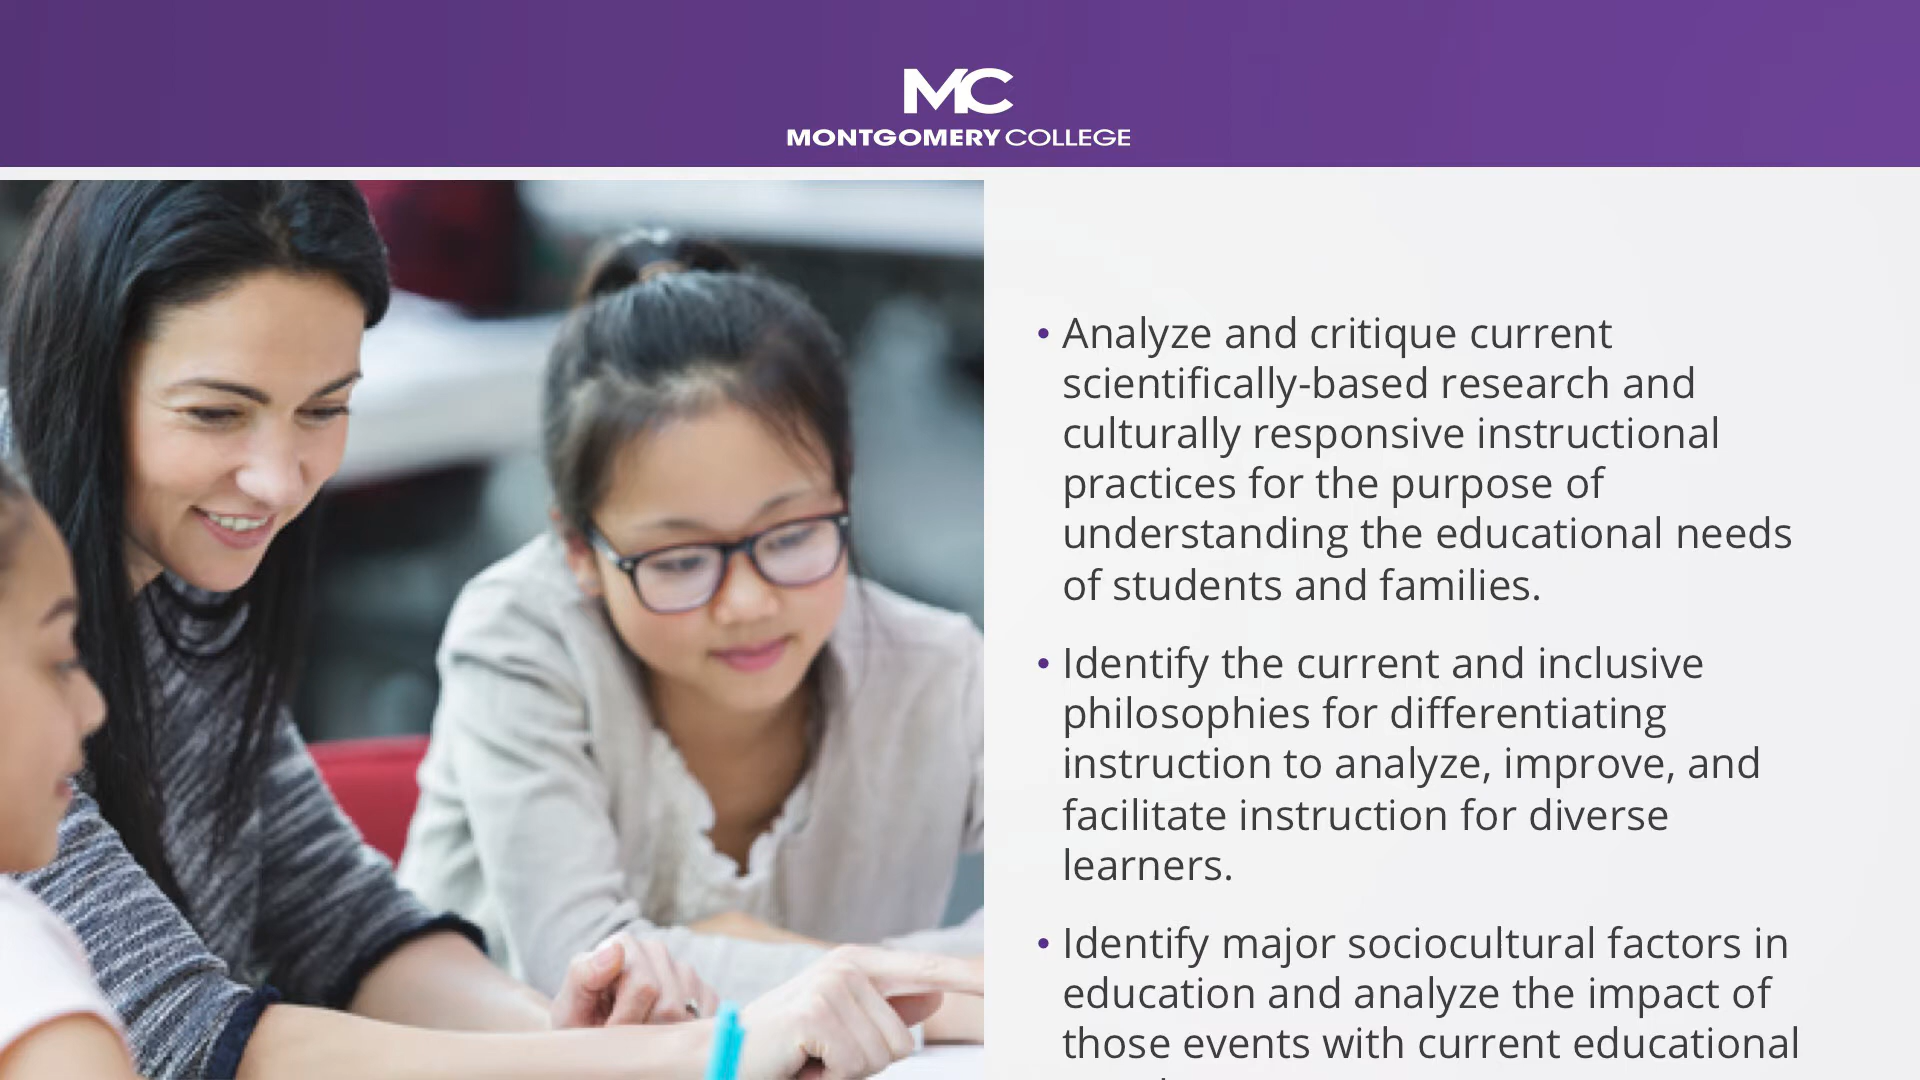 MC
MONTGOMERY COLLEGE
• Analyze and critique current
scientifically-based research and
culturally responsive instructional
practices for the purpose of
understanding the educational needs
of students and families.
• Identify the current and inclusive
philosophies for differentiating
instruction to analyze, improve, and
facilitate instruction for diverse
learners.
• Identify major sociocultural factors in
education and analyze the impact of
those events with current educational